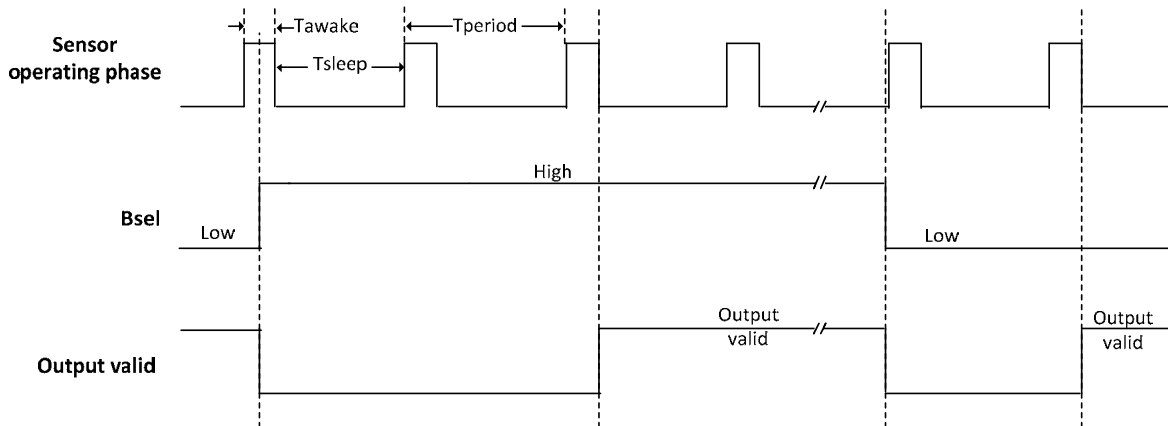 Sensor
operating phase
Tawake
Tsleep
Tperiod
Bsel
Low
High
Low
Output valid
Output
valid
Output
valid